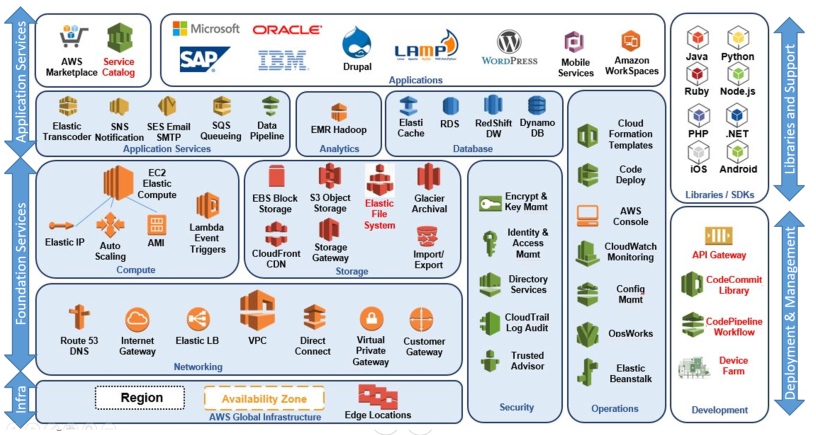 Application Services
Foundation Services
Infra
Libraries and Support
Deployment & Management
AWS
Marketplace
Service
Catalog
Microsoft
ORACLE
SAP
IBM
Drupal
LAMP
WORDPRESS
Mobile
Services
Amazon
WorkSpaces
Applications
Java
Python
Ruby
Node.js
PHP
.NET
iOS
Android
Libraries / SDKs
Elastic
Transcoder
SNS
Notification
SES Email
SMTP
SQS
Queueing
Data
Pipeline
Application Services
EMR Hadoop
Analytics
Elasti
Cache
RDS
RedShift
DW
Dynamo
DB
Database
Cloud
Formation
Templates
Code
Deploy
AWS
Console
CloudWatch
Monitoring
Config
Mgmt
OpsWorks
Elastic
Beanstalk
Operations
EC2
Elastic
Compute
Elastic IP
Auto
Scaling
AMI
Lambda
Event
Triggers
Compute
EBS Block
Storage
S3 Object
Storage
Elastic
File
System
Glacier
Archival
CloudFront
CDN
Storage
Gateway
Import/
Export
Storage
Encrypt &
Key Mgmt
Identity &
Access
Mgmt
Directory
Services
CloudTrail
Log Audit
Trusted
Advisor
Security
API Gateway
CodeCommit
Library
CodePipeline
Workflow
Device
Farm
Development
Route 53
DNS
Internet
Gateway
Elastic LB
VPC
Direct
Connect
Virtual
Private
Gateway
Customer
Gateway
Networking
Region
Availability Zone
Edge Locations
AWS Global Infrastructure